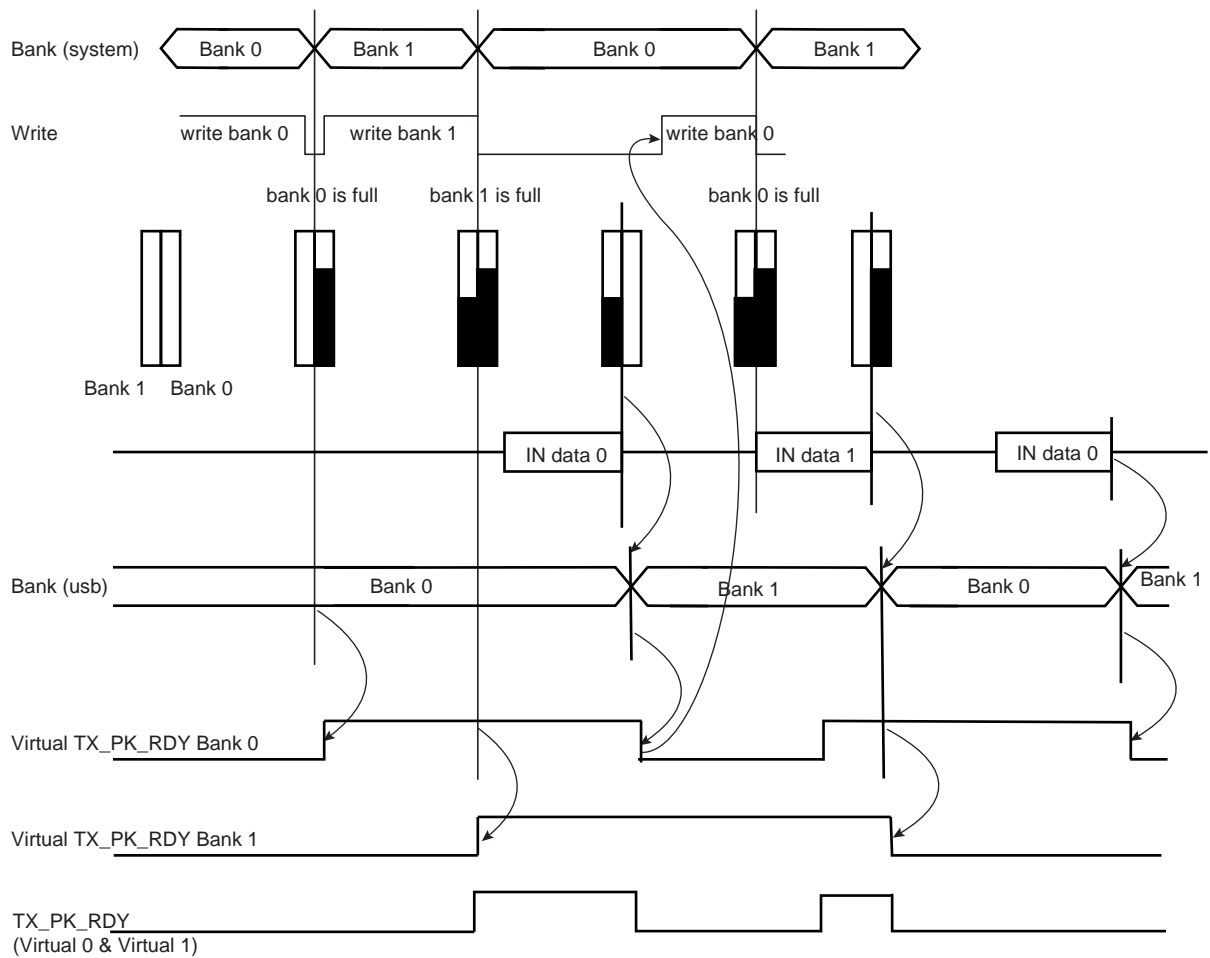 Bank (system)
Bank 0
Bank 1
Bank 0
Bank 1
Write
write bank 0
write bank 1
write bank 0
bank 0 is full
bank 1 is full
bank 0 is full
Bank 1
Bank 0
IN data 0
IN data 1
IN data 0
Bank (usb)
Bank 0
Bank 1
Bank 0
Bank 1
Virtual TX_PK_RDY Bank 0
Virtual TX_PK_RDY Bank 1
TX_PK_RDY
(Virtual 0 & Virtual 1)